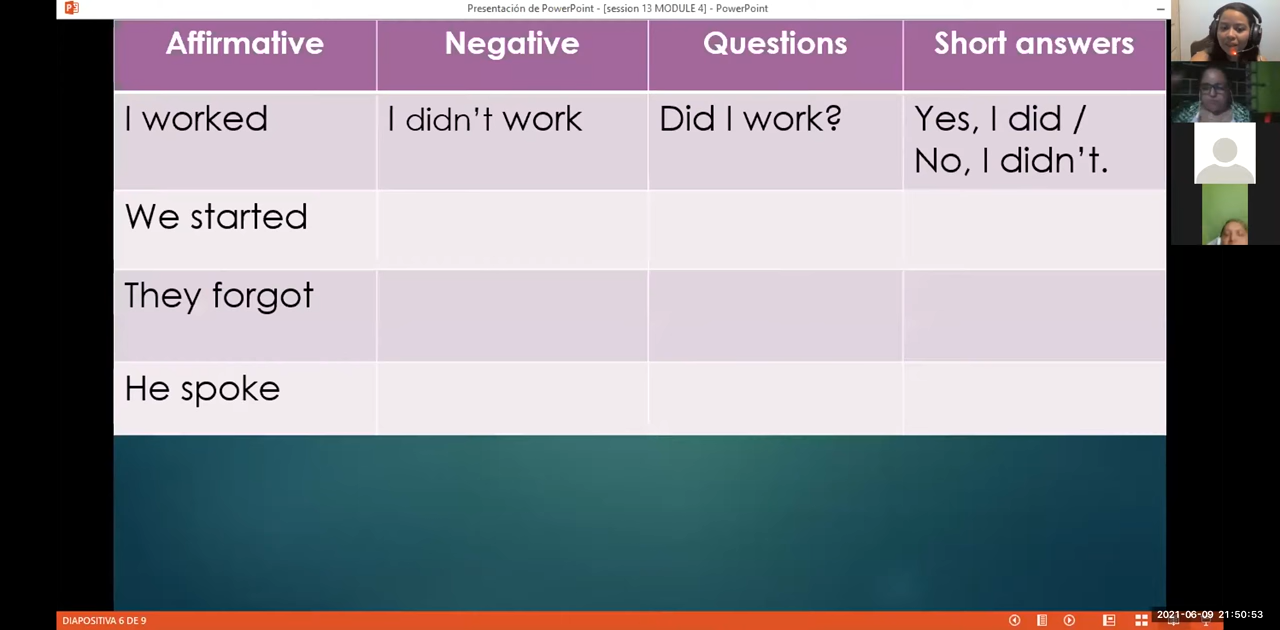 Presentación de PowerPoint - [session 13 MODULE 4] - PowerPoint
Affirmative Negative Questions Short answers
I worked I didn't work Did I work? Yes, I did /
No, I didn't.
We started
They forgot
He spoke
DIAPOSITIVA 6 DE 9
2021-06-09 21:50:53